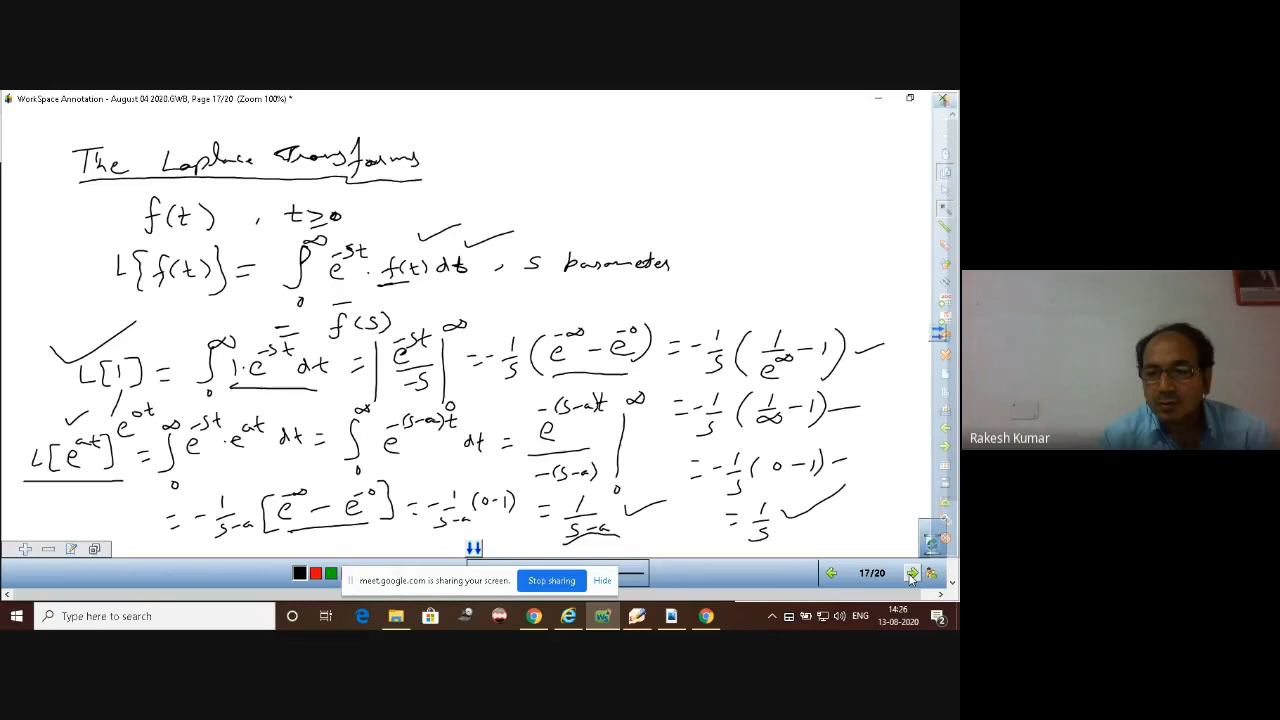 WorkSpace Annotation - August 04 2020.GWB, Page 17/20 (Zoom 100%) *
The Laplace Transforms
f(t) , t ≥ 0
L{f(t)} = ∫₀^∞ e^{-st} . f(t) dt , s parameter
= f(s)
L[1] = ∫₀^∞ 1.e^{-st} dt = |e^{-st}/-s|₀^∞ = -1/s (e^{-∞} - e^{-0}) = -1/s (1/e^∞ - 1)
e^{0t}
= -1/s (1/∞ - 1)
L[e^{at}] = ∫₀^∞ e^{-st} . e^{at} dt = ∫₀^∞ e^{-(s-a)t} dt = e^{-(s-a)t}/-(s-a) |₀^∞
= -1/s (0 - 1)
= -1/s-a [e^{-∞} - e^{-0}] = -1/s-a (0-1) = 1/s-a
= 1/s
17/20
meet.google.com is sharing your screen. Stop sharing Hide
Type here to search
ENG
14:26
13-08-2020
2
Rakesh Kumar